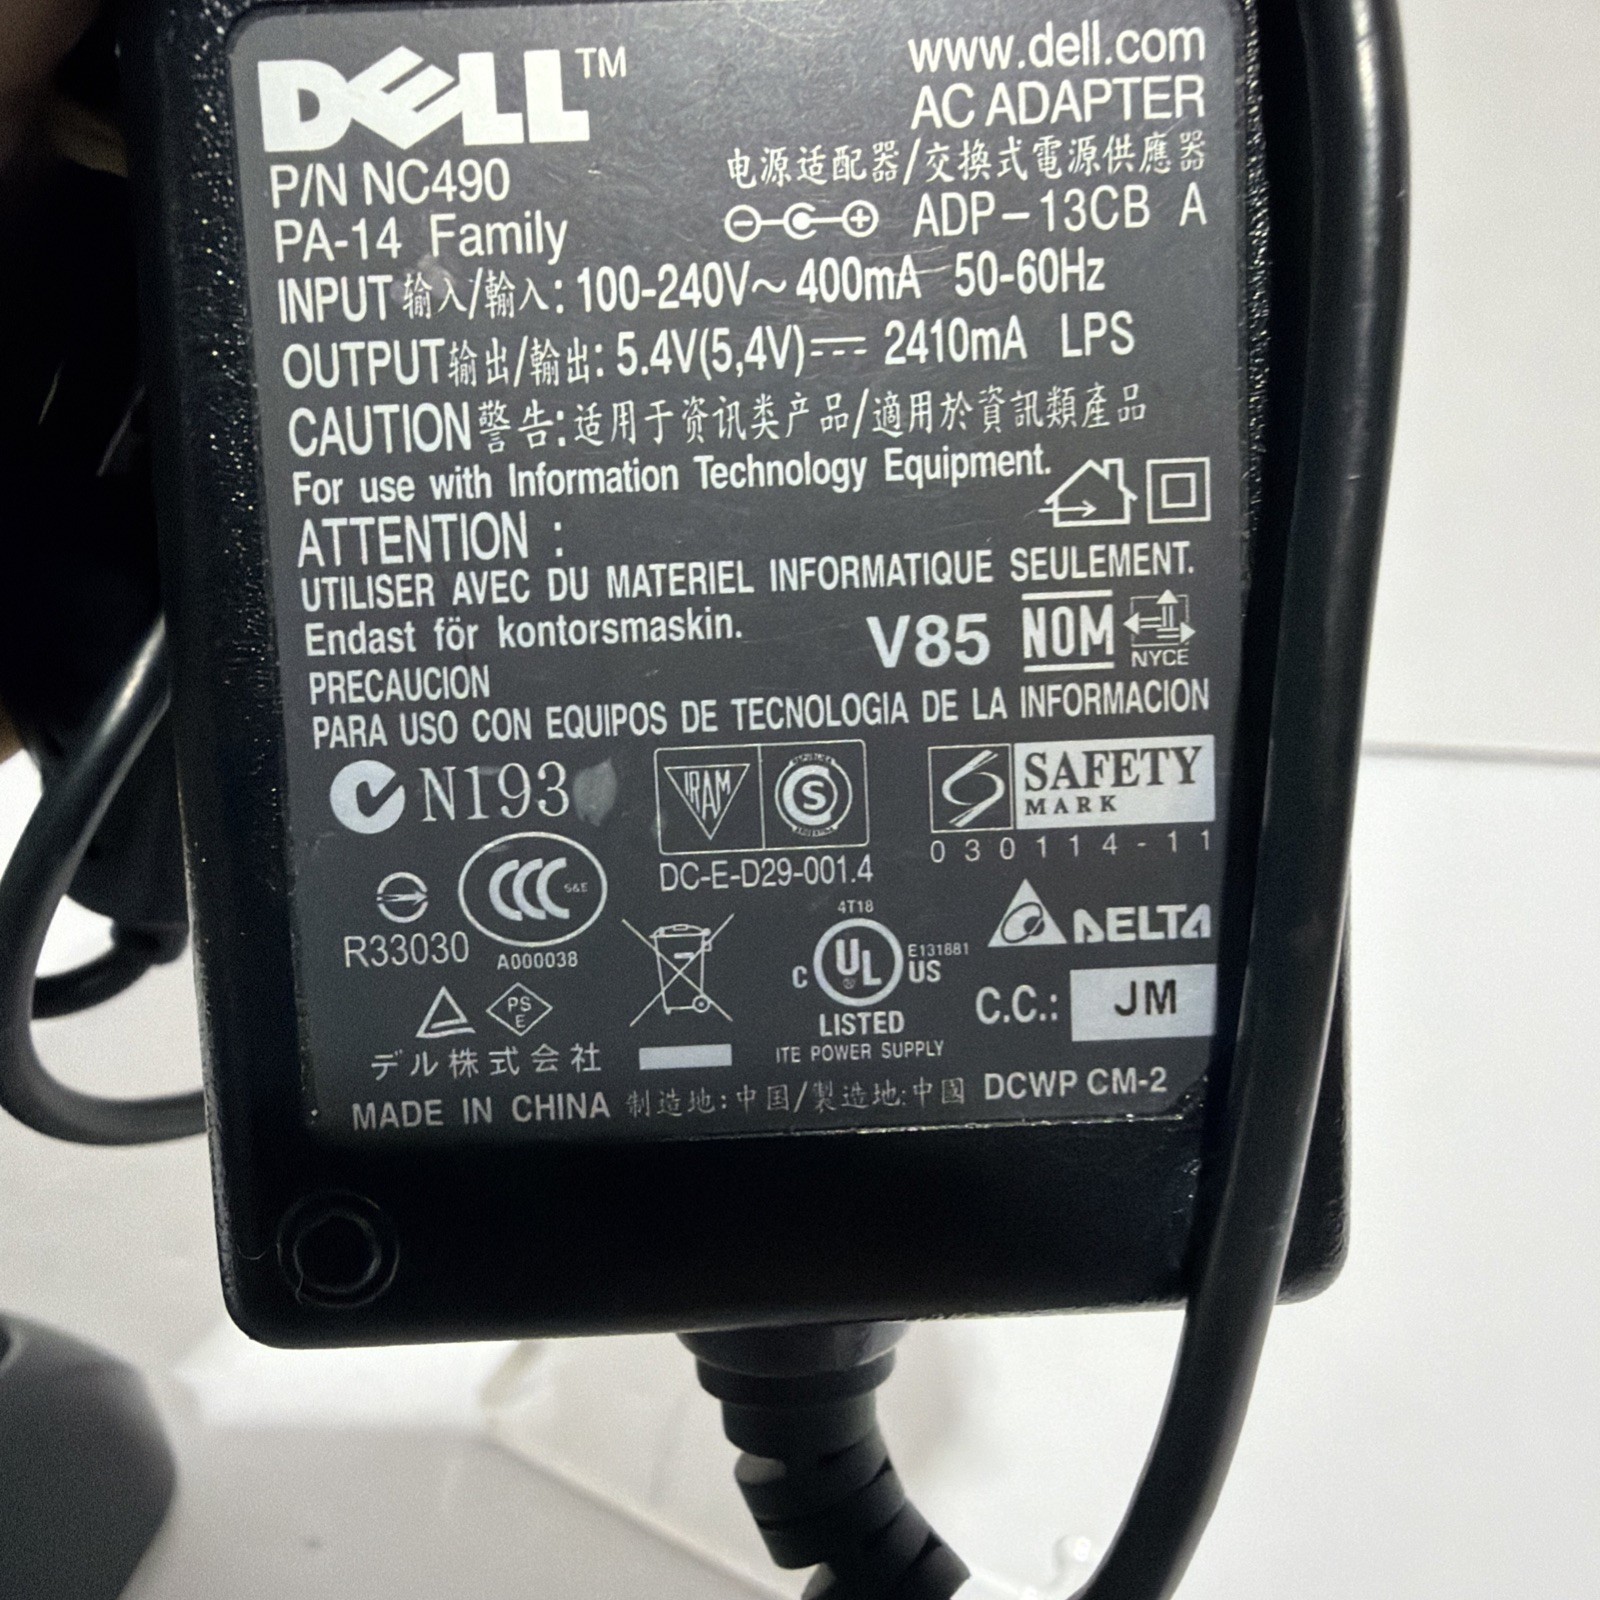 DELL™
www.dell.com
AC ADAPTER
P/N NC490
电源适配器/交換式電源供應器
PA-14 Family
ADP-13CB A
INPUT 输入/輸入: 100-240V~ 400mA 50-60Hz
OUTPUT 输出/輸出: 5.4V(5,4V)⎓ 2410mA LPS
CAUTION 警告:适用于资讯类产品/適用於資訊類產品
For use with Information Technology Equipment.
ATTENTION :
UTILISER AVEC DU MATERIEL INFORMATIQUE SEULEMENT.
Endast för kontorsmaskin.
V85 NOM NYCE
PRECAUCION
PARA USO CON EQUIPOS DE TECNOLOGIA DE LA INFORMACION
N193
IRAM
S
SAFETY
MARK
030114-11
DC-E-D29-001.4
CCC S&E
R33030
A000038
4T18
C UL US
E131881
LISTED
ITE POWER SUPPLY
DELTA
C.C.: JM
PS
E
デル株式会社
MADE IN CHINA 制造地:中国/製造地:中國 DCWP CM-2